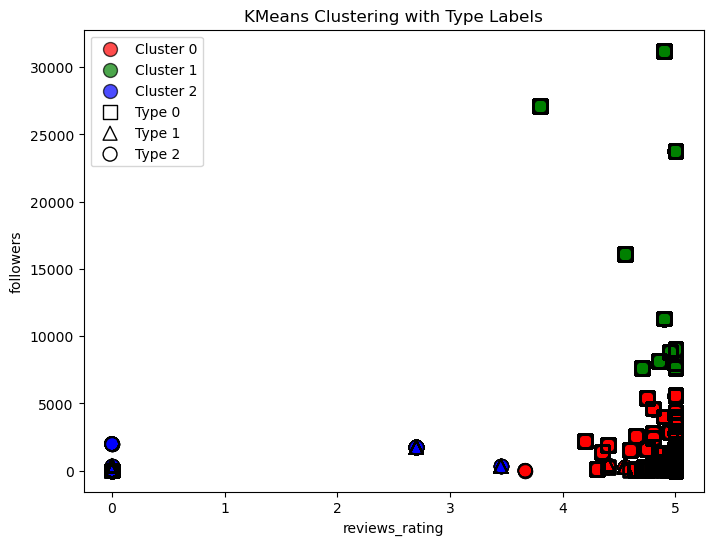 KMeans Clustering with Type Labels
Cluster 0
Cluster 1
Cluster 2
Type 0
Type 1
Type 2
followers
30000
25000
20000
15000
10000
5000
0
0 1 2 3 4 5
reviews_rating